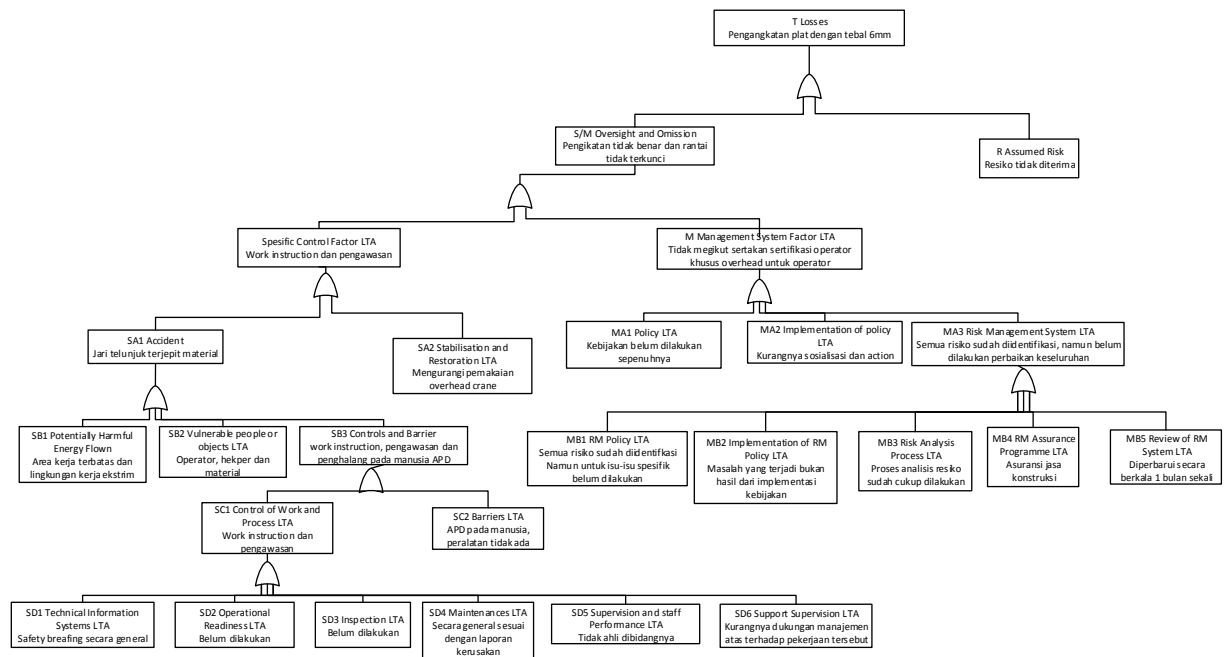 T Losses
Pengangkatan plat dengan tebal 6mm
S/M Oversight and Omission
Pengikatan tidak benar dan rantai
tidak terkunci
R Assumed Risk
Resiko tidak diterima
Spesific Control Factor LTA
Work instruction dan pengawasan
M Management System Factor LTA
Tidak megikut sertakan sertifikasi operator
khusus overhead untuk operator
SA1 Accident
Jari telunjuk terjepit material
SA2 Stabilisation and
Restoration LTA
Mengurangi pemakaian
overhead crane
MA1 Policy LTA
Kebijakan belum dilakukan
sepenuhnya
MA2 Implementation of policy
LTA
Kurangnya sosialisasi dan action
MA3 Risk Management System LTA
Semua risiko sudah diidentifikasi, namun belum
dilakukan perbaikan keseluruhan
SB1 Potentially Harmful
Energy Flown
Area kerja terbatas dan
lingkungan kerja ekstrim
SB2 Vulnerable people or
objects LTA
Operator, hekper dan
material
SB3 Controls and Barrier
work instruction, pengawasan dan
penghalang pada manusia APD
MB1 RM Policy LTA
Semua risiko sudah diidentifkasi
Namun untuk isu-isu spesifik
belum dilakukan
MB2 Implementation of RM
Policy LTA
Masalah yang terjadi bukan
hasil dari implementasi
kebijakan
MB3 Risk Analysis
Process LTA
Proses analisis resiko
sudah cukup dilakukan
MB4 RM Assurance
Programme LTA
Asuransi jasa
konstruksi
MB5 Review of RM
System LTA
Diperbarui secara
berkala 1 bulan sekali
SC1 Control of Work and
Process LTA
Work instruction dan
pengawasan
SC2 Barriers LTA
APD pada manusia,
peralatan tidak ada
SD1 Technical Information
Systems LTA
Safety breafing secara general
SD2 Operational
Readiness LTA
Belum dilakukan
SD3 Inspection LTA
Belum dilakukan
SD4 Maintenances LTA
Secara general sesuai
dengan laporan
kerusakan
SD5 Supervision and staff
Performance LTA
Tidak ahli dibidangnya
SD6 Support Supervision LTA
Kurangnya dukungan manajemen
atas terhadap pekerjaan tersebut